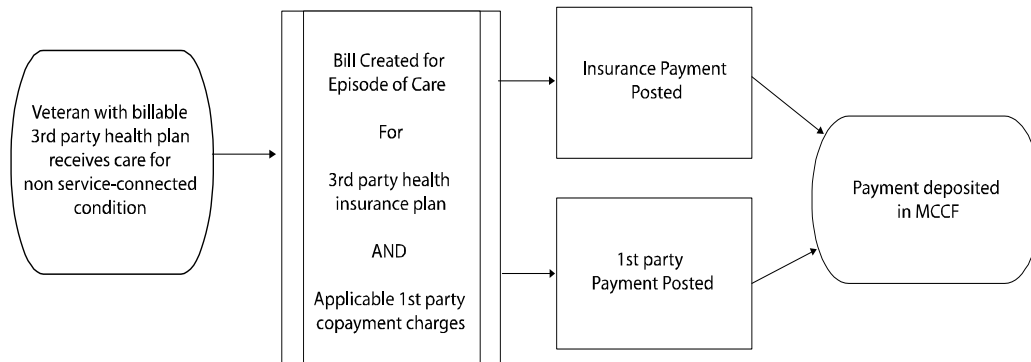 Veteran with billable
3rd party health plan
receives care for
non service-connected
condition
Bill Created for
Episode of Care
For
3rd party health
insurance plan
AND
Applicable 1st party
copayment charges
Insurance Payment
Posted
1st party
Payment Posted
Payment deposited
in MCCF